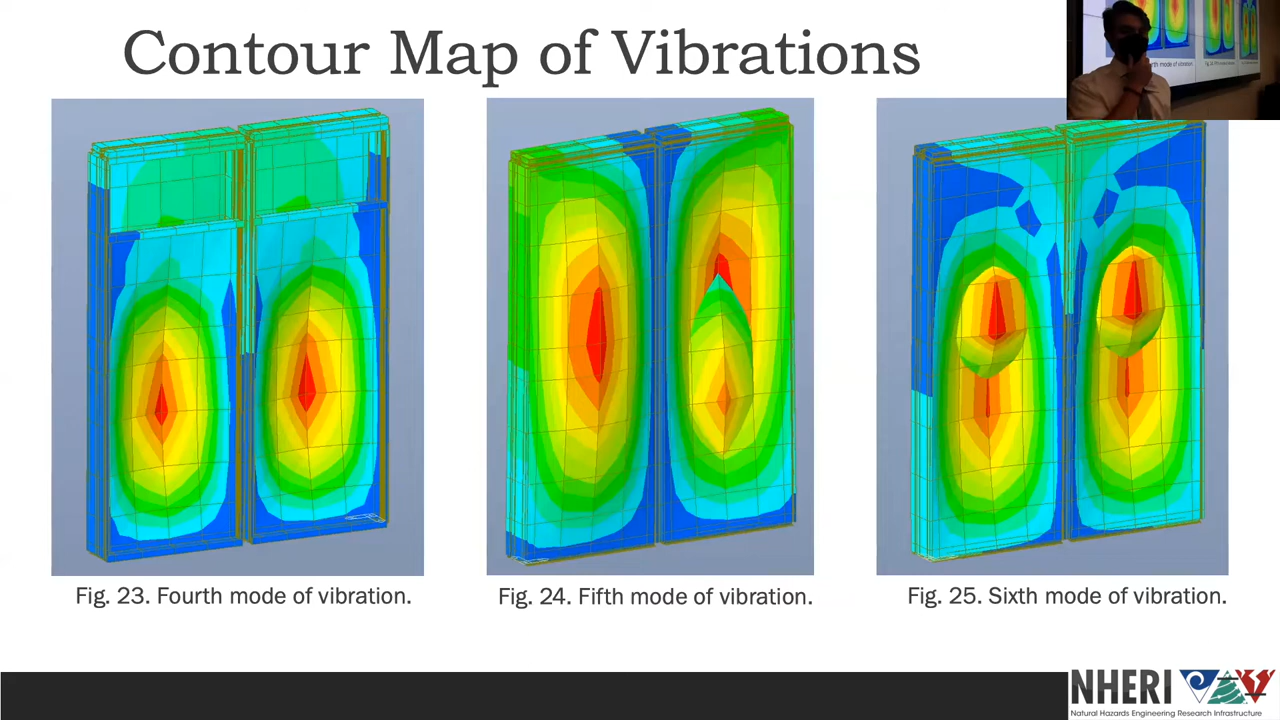 Contour Map of Vibrations
Fig. 23. Fourth mode of vibration.
Fig. 24. Fifth mode of vibration.
Fig. 25. Sixth mode of vibration.
NHERI
Natural Hazards Engineering Research Infrastructure